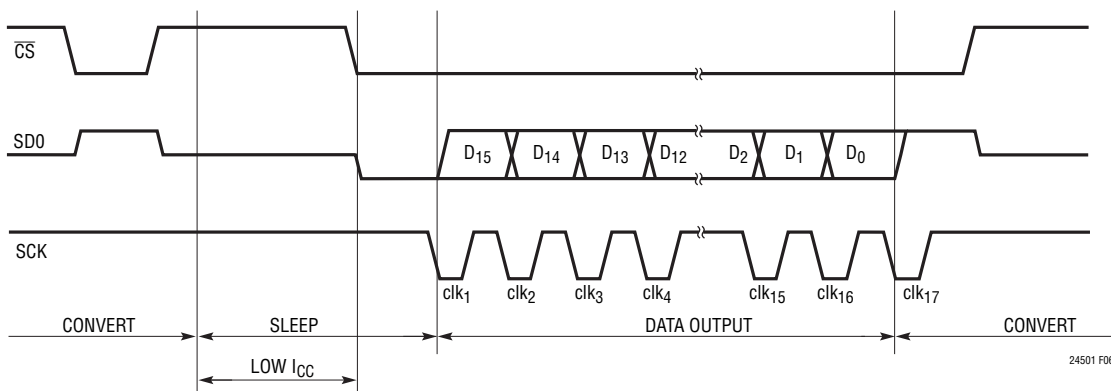 CS
SD0
D15 D14 D13 D12 D2 D1 D0
SCK
clk1 clk2 clk3 clk4 clk15 clk16 clk17
CONVERT SLEEP DATA OUTPUT CONVERT
24501 F06
LOW ICC